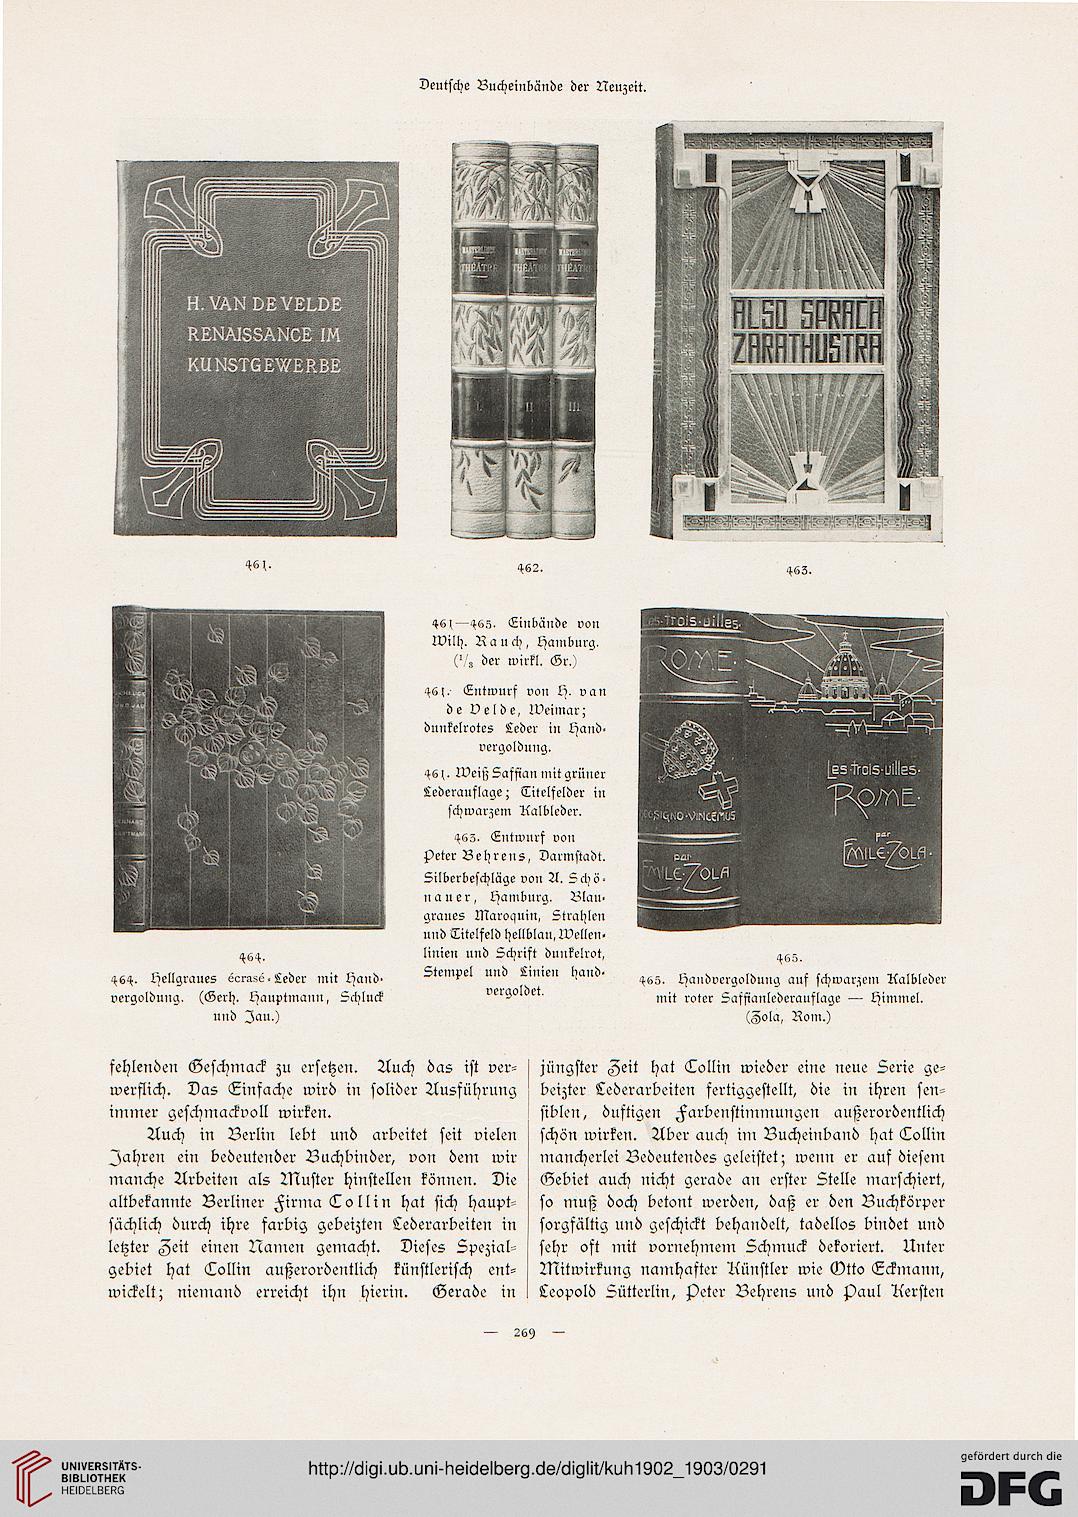 Deutsche Bucheinbände der Neuzeit.
H. VAN DE VELDE
RENAISSANCE IM
KUNSTGEWERBE
MAETERLINCK
THÉATRE
I.
MAETERLINCK
THÉATRE
II
MAETERLINCK
THÉATRE
III
ALSO SPRACH
ZARATHUSTRA
461.
462.
463.
461—465. Einbände von
Wilh. Rauch, Hamburg.
(1/8 der wirkl. Gr.)
461. Entwurf von H. van
de Velde, Weimar;
dunkelrotes Leder in Hand-
vergoldung.
461. Weiß Saffian mit grüner
Lederauflage; Titelfelder in
schwarzem Kalbleder.
463. Entwurf von
Peter Behrens, Darmstadt.
Silberbeschläge von A. Schö-
nauer, Hamburg. Blau-
graues Maroquin, Strahlen
und Titelfeld hellblau, Wellen-
linien und Schrift dunkelrot,
Stempel und Linien hand-
vergoldet.
Les·trois·villes·
ROME·
SIGNO·VINCEMUS
par
EMILE·ZOLA
Les·trois·villes·
ROME·
par
EMILE·ZOLA·
464.
464. Hellgraues écrasé-Leder mit Hand-
vergoldung. (Gerh. Hauptmann, Schluck
und Jau.)
465.
465. Handvergoldung auf schwarzem Kalbleder
mit roter Saffianlederauflage — Himmel.
(Zola, Rom.)
fehlenden Geschmack zu ersetzen. Auch das ist ver-
werflich. Das Einfache wird in solider Ausführung
immer geschmackvoll wirken.
Auch in Berlin lebt und arbeitet seit vielen
Jahren ein bedeutender Buchbinder, von dem wir
manche Arbeiten als Muster hinstellen können. Die
altbekannte Berliner Firma Collin hat sich haupt-
sächlich durch ihre farbig gebeizten Lederarbeiten in
letzter Zeit einen Namen gemacht. Dieses Spezial-
gebiet hat Collin außerordentlich künstlerisch ent-
wickelt; niemand erreicht ihn hierin. Gerade in
jüngster Zeit hat Collin wieder eine neue Serie ge-
beizter Lederarbeiten fertiggestellt, die in ihren sen-
siblen, duftigen Farbenstimmungen außerordentlich
schön wirken. Aber auch im Bucheinband hat Collin
mancherlei Bedeutendes geleistet; wenn er auf diesem
Gebiet auch nicht gerade an erster Stelle marschiert,
so muß doch betont werden, daß er den Buchkörper
sorgfältig und geschickt behandelt, tadellos bindet und
sehr oft mit vornehmem Schmuck dekoriert. Unter
Mitwirkung namhafter Künstler wie Otto Eckmann,
Leopold Sütterlin, Peter Behrens und Paul Kersten
— 269 —
UNIVERSITÄTS-
BIBLIOTHEK
HEIDELBERG
http://digi.ub.uni-heidelberg.de/diglit/kuh1902_1903/0291
gefördert durch die
DFG